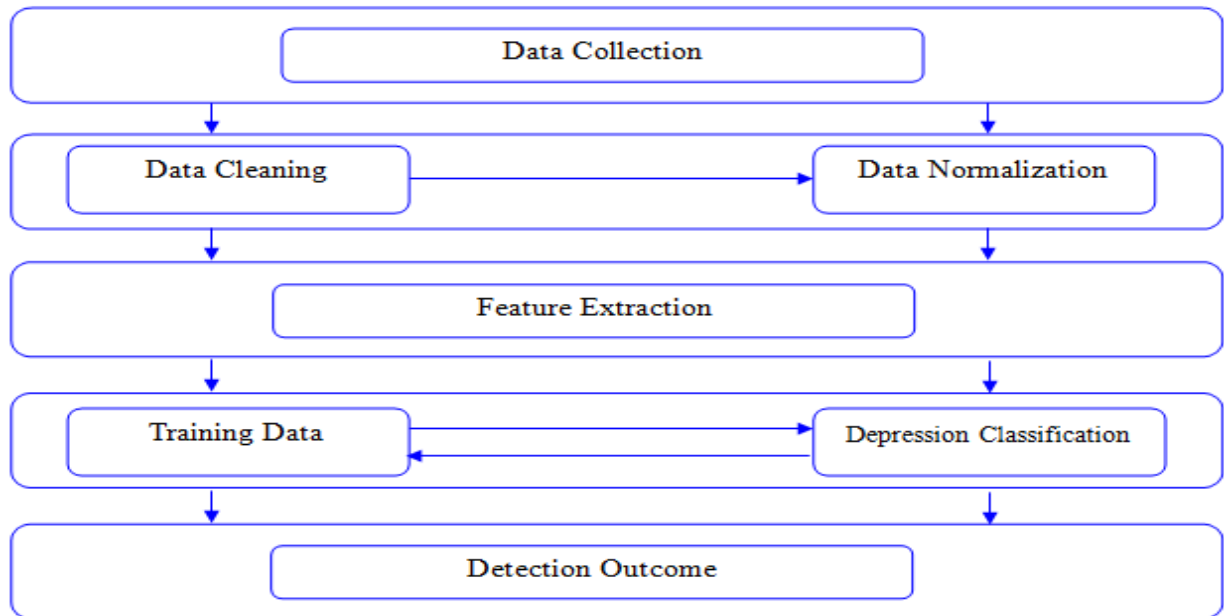 Data Collection
Data Cleaning
Data Normalization
Feature Extraction
Training Data
Depression Classification
Detection Outcome